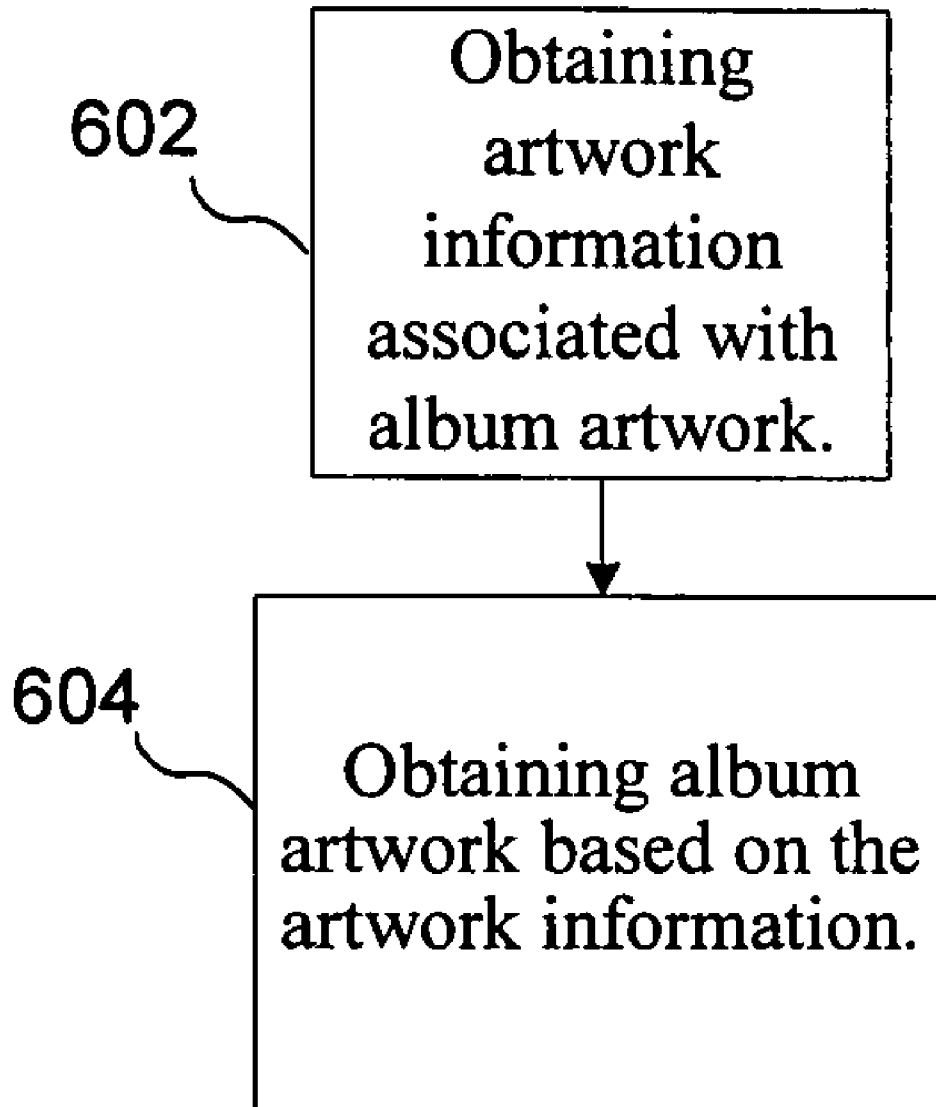 602
Obtaining
artwork
information
associated with
album artwork.
604
Obtaining album
artwork based on the
artwork information.